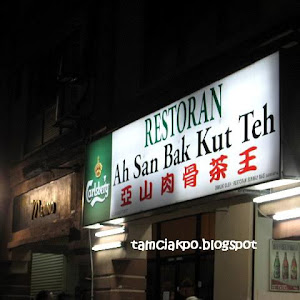 RESTORAN
Ah San Bak Kut Teh
亞山肉骨茶王
Carlsberg
tamciakpo.blogspot